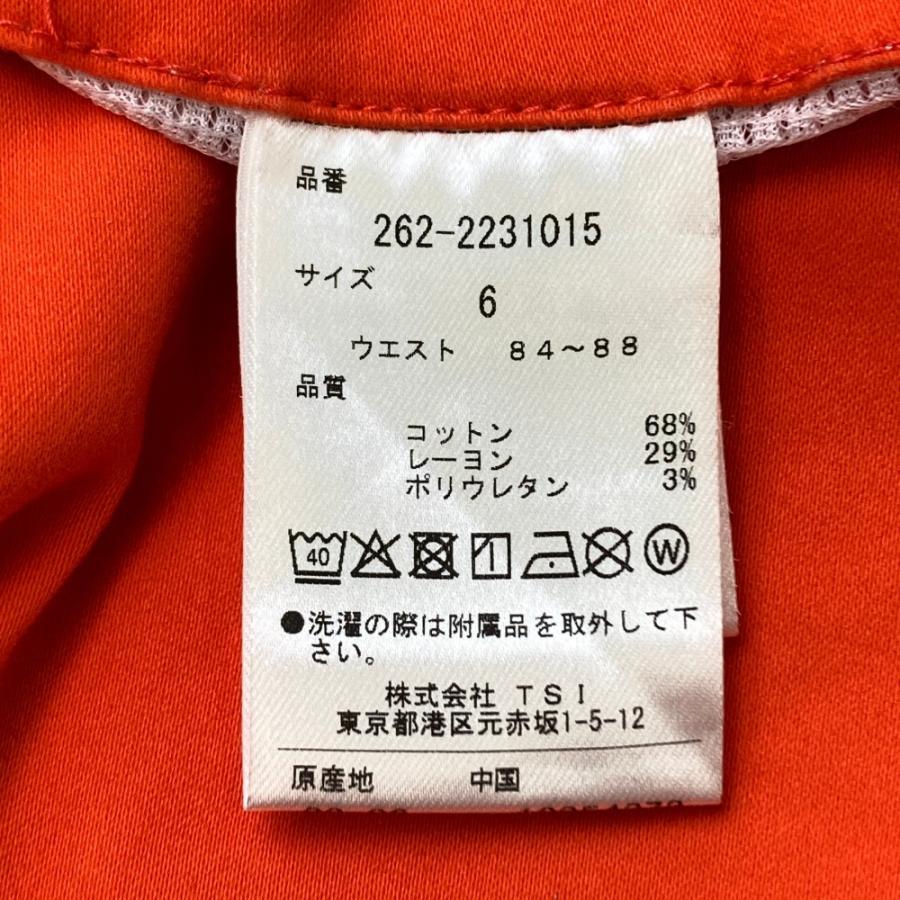 品番
262-2231015
サイズ
6
ウエスト 84～88
品質
コットン 68%
レーヨン 29%
ポリウレタン 3%
40 W
●洗濯の際は附属品を取外して下
さい。
株式会社 TSI
東京都港区元赤坂1-5-12
原産地 中国